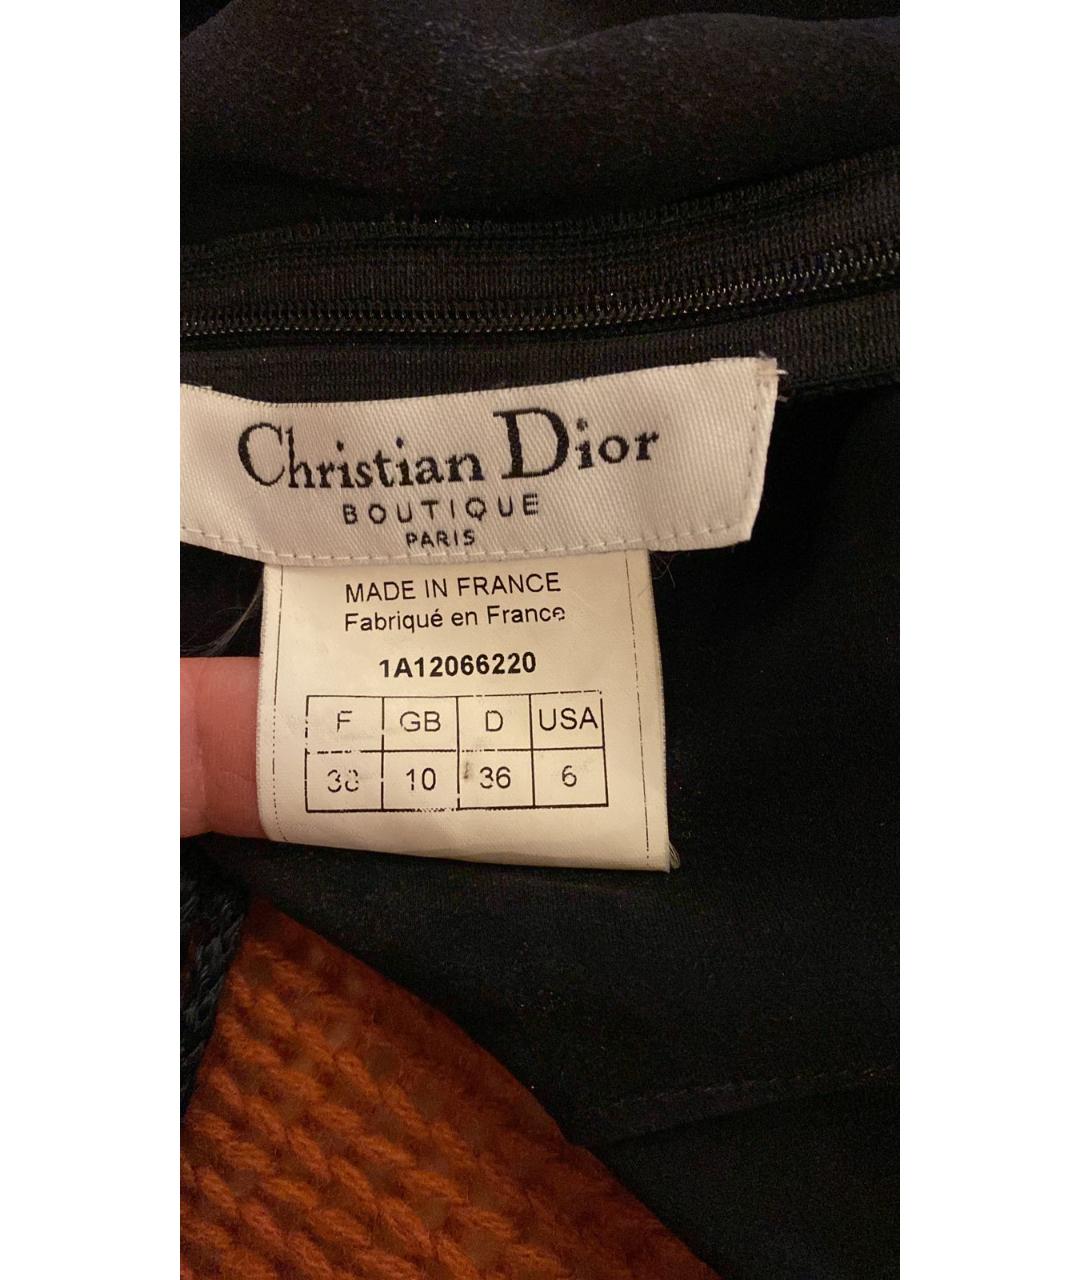 Christian Dior
BOUTIQUE
PARIS
MADE IN FRANCE
Fabriqué en France
1A12066220
F GB D USA
38 10 36 6